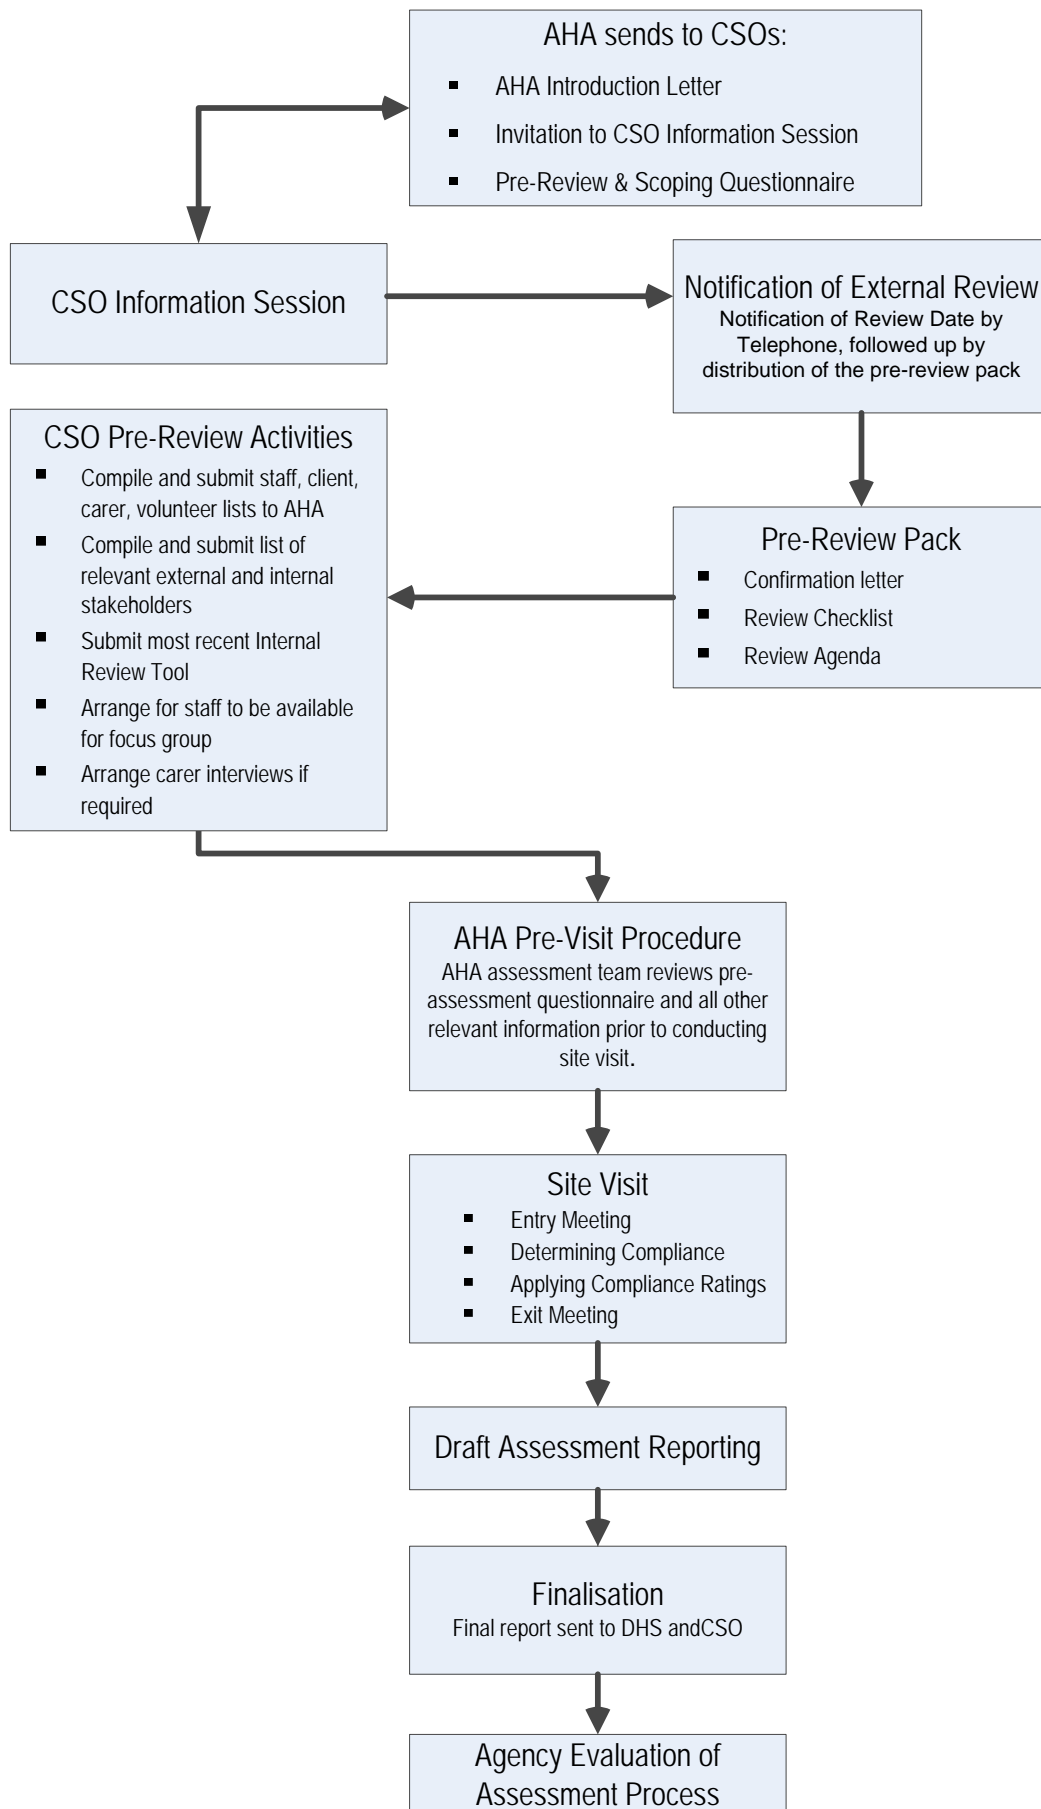 AHA sends to CSOs:
▪ AHA Introduction Letter
▪ Invitation to CSO Information Session
▪ Pre-Review & Scoping Questionnaire
CSO Information Session
Notification of External Review
Notification of Review Date by
Telephone, followed up by
distribution of the pre-review pack
Pre-Review Pack
▪ Confirmation letter
▪ Review Checklist
▪ Review Agenda
CSO Pre-Review Activities
▪ Compile and submit staff, client,
carer, volunteer lists to AHA
▪ Compile and submit list of
relevant external and internal
stakeholders
▪ Submit most recent Internal
Review Tool
▪ Arrange for staff to be available
for focus group
▪ Arrange carer interviews if
required
AHA Pre-Visit Procedure
AHA assessment team reviews pre-
assessment questionnaire and all other
relevant information prior to conducting
site visit.
Site Visit
▪ Entry Meeting
▪ Determining Compliance
▪ Applying Compliance Ratings
▪ Exit Meeting
Draft Assessment Reporting
Finalisation
Final report sent to DHS andCSO
Agency Evaluation of
Assessment Process